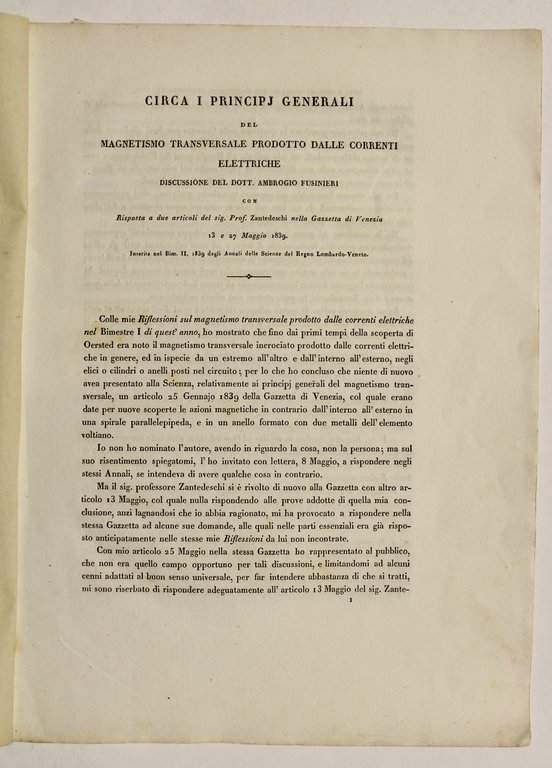 CIRCA I PRINCIPJ GENERALI
DEL
MAGNETISMO TRANSVERSALE PRODOTTO DALLE CORRENTI
ELETTRICHE
DISCUSSIONE DEL DOTT. AMBROGIO FUSINIERI
CON
Risposta a due articoli del sig. Prof. Zantedeschi nella Gazzetta di Venezia
13 e 27 Maggio 1839.
Inserita nel Bim. II, 1839 degli Annali delle Scienze del Regno Lombardo-Veneto.
Colle mie Riflessioni sul magnetismo transversale prodotto dalle correnti elettriche
nel Bimestre I di quest' anno, ho mostrato che fino dai primi tempi della scoperta di
Oersted era noto il magnetismo transversale incrociato prodotto dalle correnti elettri-
che in genere, ed in ispecie da un estremo all'altro e dall'interno all'esterno, negli
elici o cilindri o anelli posti nel circuito; per lo che ho concluso che niente di nuovo
avea presentato alla Scienza, relativamente ai principj generali del magnetismo tran-
sversale, un articolo 25 Gennajo 1839 della Gazzetta di Venezia, col quale erano
date per nuove scoperte le azioni magnetiche in contrario dall'interno all' esterno in
una spirale parallelepipeda, e in un anello formato con due metalli dell'elemento
voltiano.
Io non ho nominato l'autore, avendo in riguardo la cosa, non la persona; ma sul
suo risentimento spiegatomi, l' ho invitato con lettera, 8 Maggio, a rispondere negli
stessi Annali, se intendeva di avere qualche cosa in contrario.
Ma il sig. professore Zantedeschi si è rivolto di nuovo alla Gazzetta con altro ar-
ticolo 13 Maggio, col quale nulla rispondendo alle prove addotte di quella mia con-
clusione, anzi lagnandosi che io abbia ragionato, mi ha provocato a rispondere nella
stessa Gazzetta ad alcune sue domande, alle quali nelle parti essenziali era già rispo-
sto anticipatamente nelle stesse mie Riflessioni da lui non incontrate.
Con mio articolo 25 Maggio nella stessa Gazzetta ho rappresentato al pubblico,
che non era quello campo opportuno per tali discussioni, e limitandomi ad alcuni
cenni adattati al buon senso universale, per far intendere abbastanza di che si tratti,
mi sono riserbato di rispondere adeguatamente all' articolo 13 Maggio del sig. Zante-
1